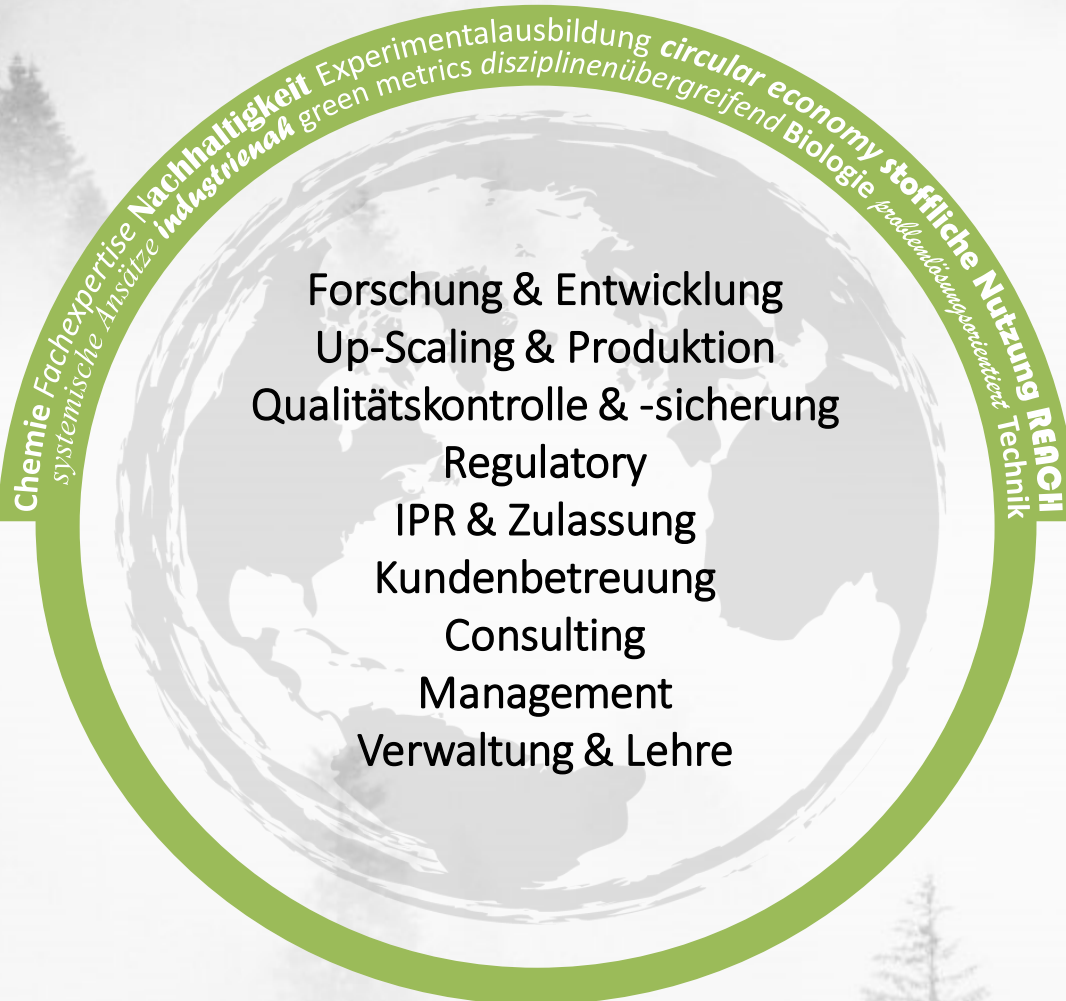 Chemie Fachexpertise Nachhaltigkeit Experimentalausbildung circular economy stoffliche Nutzung REACH
systemische Ansätze industrienah green metrics disziplinenübergreifend Biologie problemlösungsorientiert Technik
Forschung & Entwicklung
Up-Scaling & Produktion
Qualitätskontrolle & -sicherung
Regulatory
IPR & Zulassung
Kundenbetreuung
Consulting
Management
Verwaltung & Lehre